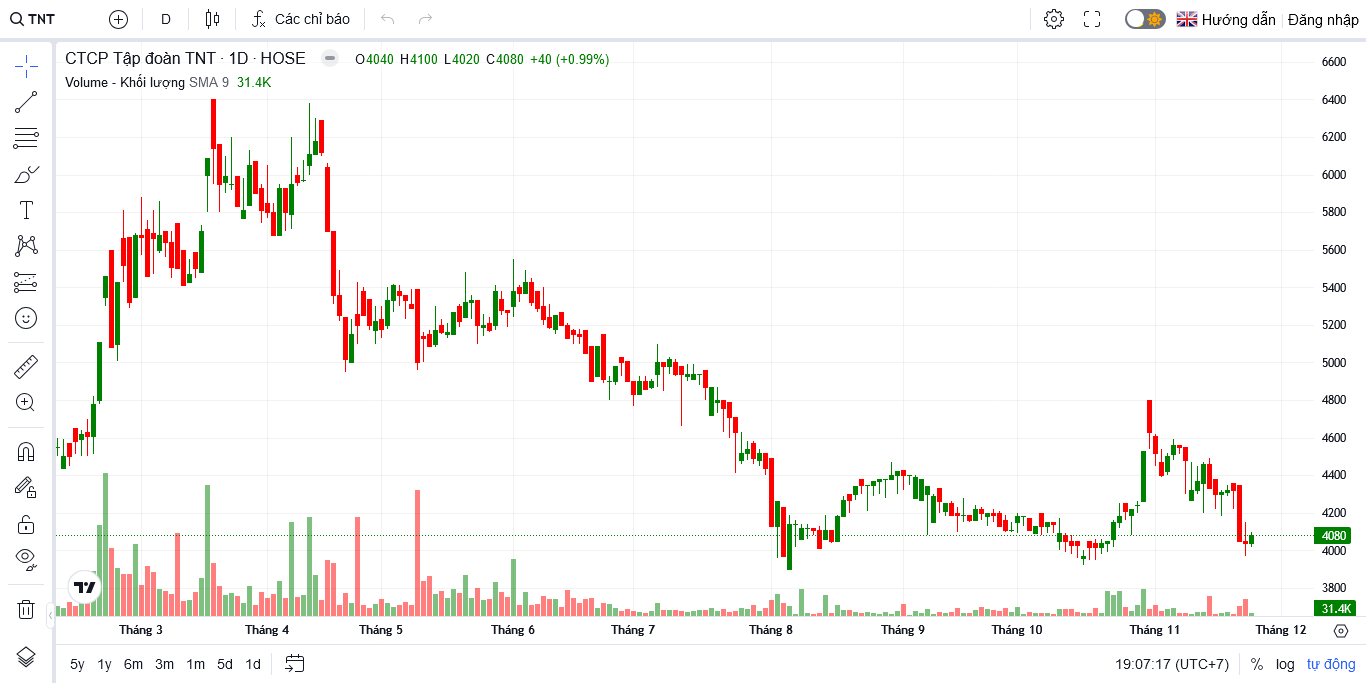 TNT D Các chỉ báo Hướng dẫn Đăng nhập
CTCP Tập đoàn TNT · 1D · HOSE O4040 H4100 L4020 C4080 +40 (+0.99%)
Volume - Khối lượng SMA 9 31.4K
6600
6400
6200
6000
5800
5600
5400
5200
5000
4800
4600
4400
4200
4080
4000
3800
31.4K
Tháng 3 Tháng 4 Tháng 5 Tháng 6 Tháng 7 Tháng 8 Tháng 9 Tháng 10 Tháng 11 Tháng 12
5y 1y 6m 3m 1m 5d 1d 19:07:17 (UTC+7) % log tự động